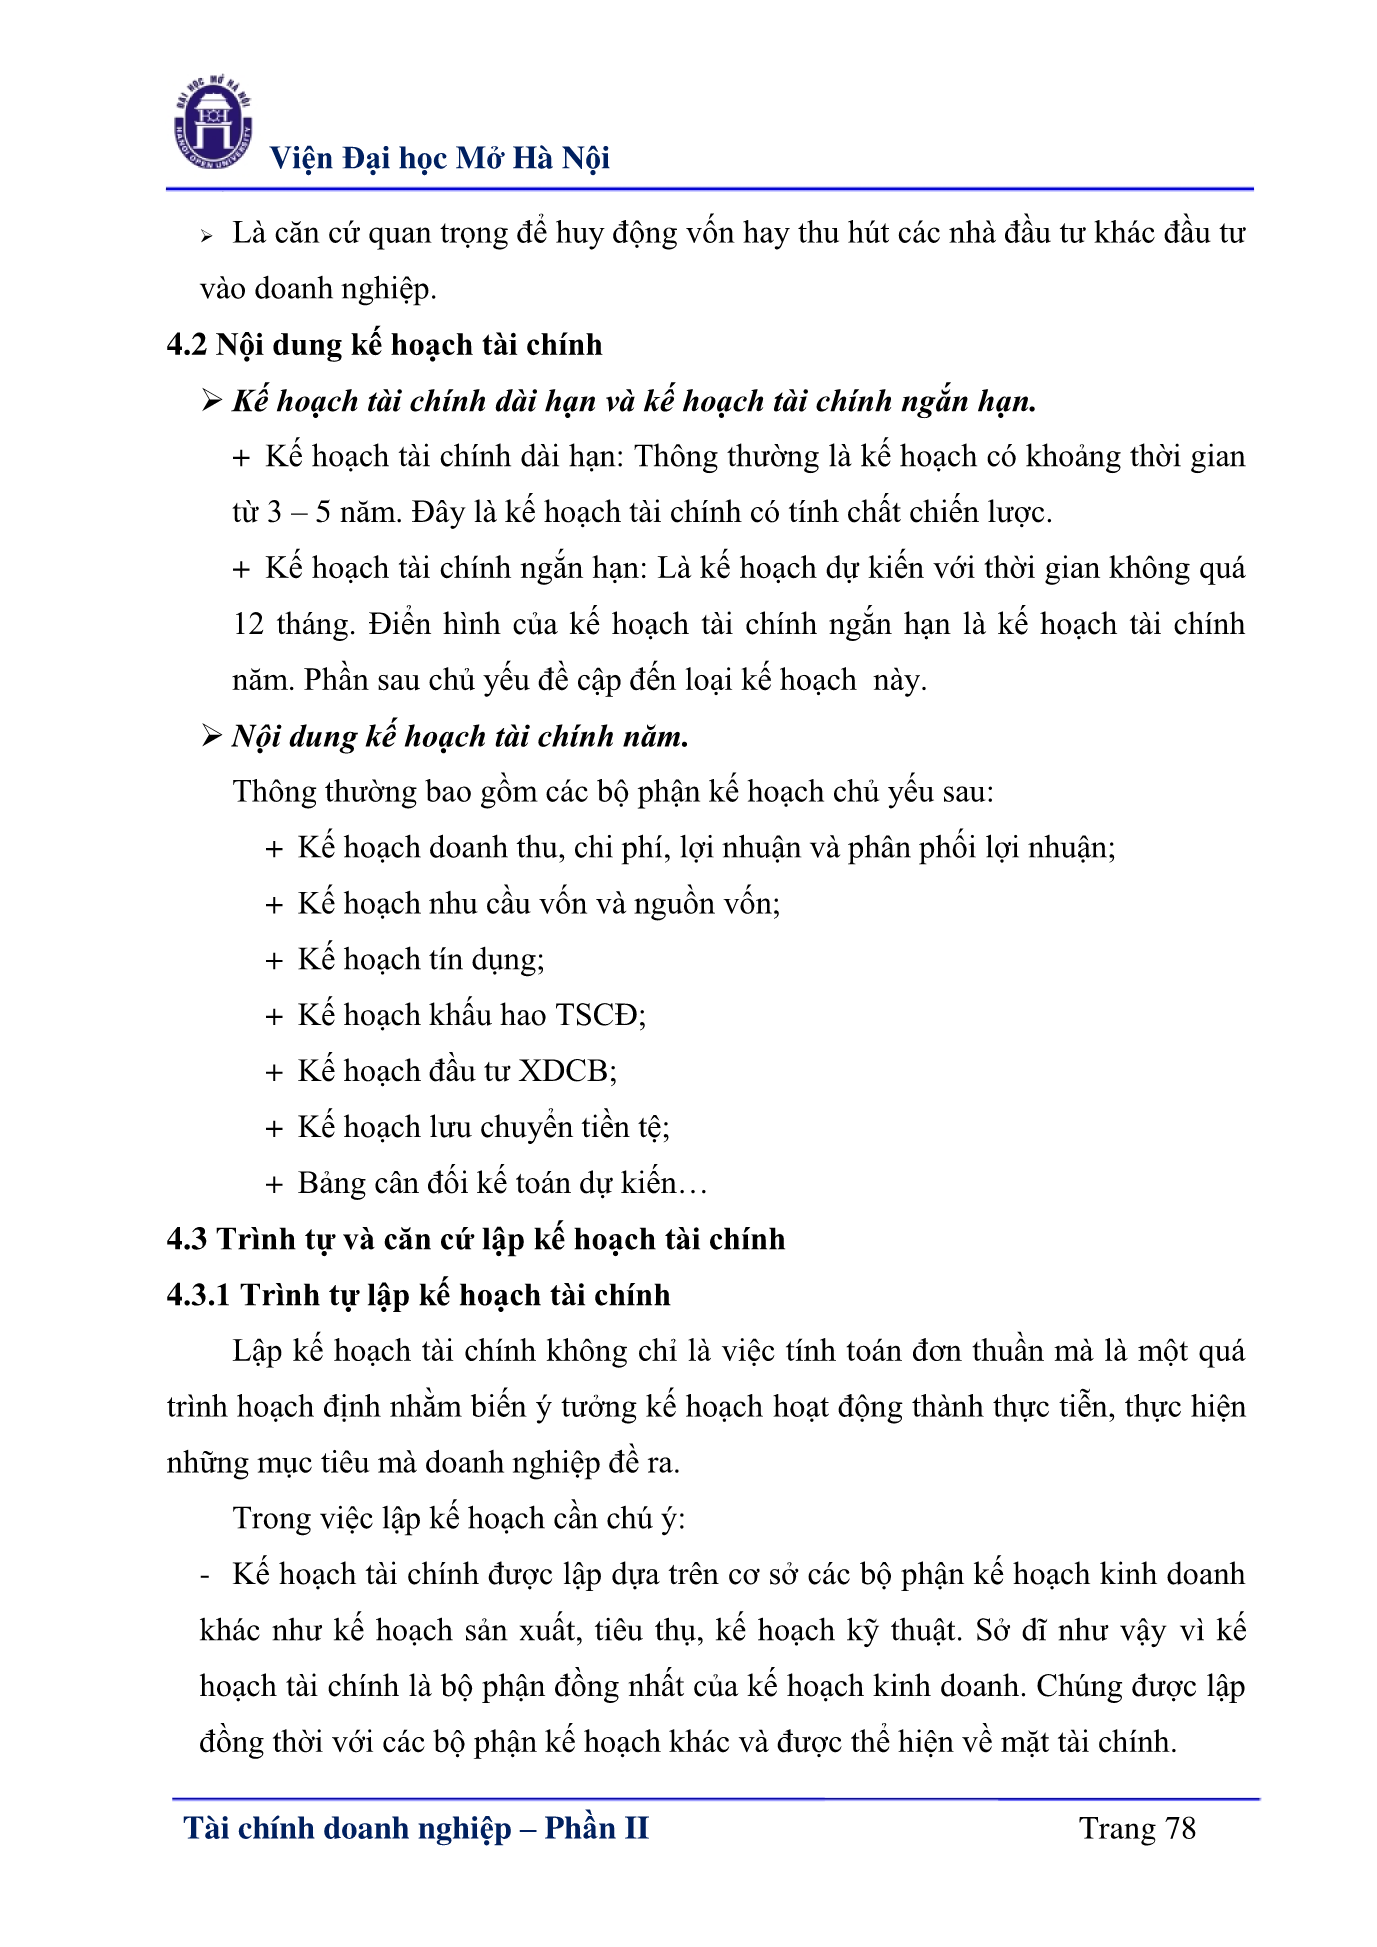 ĐẠI HỌC MỞ HÀ NỘI
HANOI OPEN UNIVERSITY
Viện Đại học Mở Hà Nội
➢ Là căn cứ quan trọng để huy động vốn hay thu hút các nhà đầu tư khác đầu tư
vào doanh nghiệp.
4.2 Nội dung kế hoạch tài chính
➢ Kế hoạch tài chính dài hạn và kế hoạch tài chính ngắn hạn.
+ Kế hoạch tài chính dài hạn: Thông thường là kế hoạch có khoảng thời gian
từ 3 – 5 năm. Đây là kế hoạch tài chính có tính chất chiến lược.
+ Kế hoạch tài chính ngắn hạn: Là kế hoạch dự kiến với thời gian không quá
12 tháng. Điển hình của kế hoạch tài chính ngắn hạn là kế hoạch tài chính
năm. Phần sau chủ yếu đề cập đến loại kế hoạch  này.
➢ Nội dung kế hoạch tài chính năm.
Thông thường bao gồm các bộ phận kế hoạch chủ yếu sau:
+ Kế hoạch doanh thu, chi phí, lợi nhuận và phân phối lợi nhuận;
+ Kế hoạch nhu cầu vốn và nguồn vốn;
+ Kế hoạch tín dụng;
+ Kế hoạch khấu hao TSCĐ;
+ Kế hoạch đầu tư XDCB;
+ Kế hoạch lưu chuyển tiền tệ;
+ Bảng cân đối kế toán dự kiến…
4.3 Trình tự và căn cứ lập kế hoạch tài chính
4.3.1 Trình tự lập kế hoạch tài chính
Lập kế hoạch tài chính không chỉ là việc tính toán đơn thuần mà là một quá
trình hoạch định nhằm biến ý tưởng kế hoạch hoạt động thành thực tiễn, thực hiện
những mục tiêu mà doanh nghiệp đề ra.
Trong việc lập kế hoạch cần chú ý:
- Kế hoạch tài chính được lập dựa trên cơ sở các bộ phận kế hoạch kinh doanh
khác như kế hoạch sản xuất, tiêu thụ, kế hoạch kỹ thuật. Sở dĩ như vậy vì kế
hoạch tài chính là bộ phận đồng nhất của kế hoạch kinh doanh. Chúng được lập
đồng thời với các bộ phận kế hoạch khác và được thể hiện về mặt tài chính.
Tài chính doanh nghiệp – Phần II Trang 78